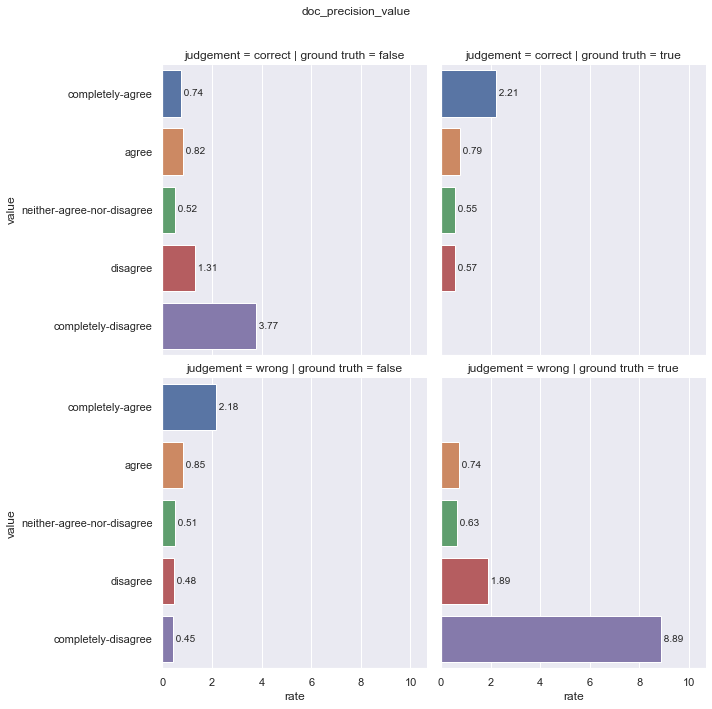 doc_precision_value
judgement = correct | ground truth = false
judgement = correct | ground truth = true
completely-agree
0.74
2.21
agree
0.82
0.79
neither-agree-nor-disagree
0.52
0.55
disagree
1.31
0.57
completely-disagree
3.77
value
judgement = wrong | ground truth = false
judgement = wrong | ground truth = true
completely-agree
2.18
agree
0.85
0.74
neither-agree-nor-disagree
0.51
0.63
disagree
0.48
1.89
completely-disagree
0.45
8.89
value
0 2 4 6 8 10
0 2 4 6 8 10
rate
rate